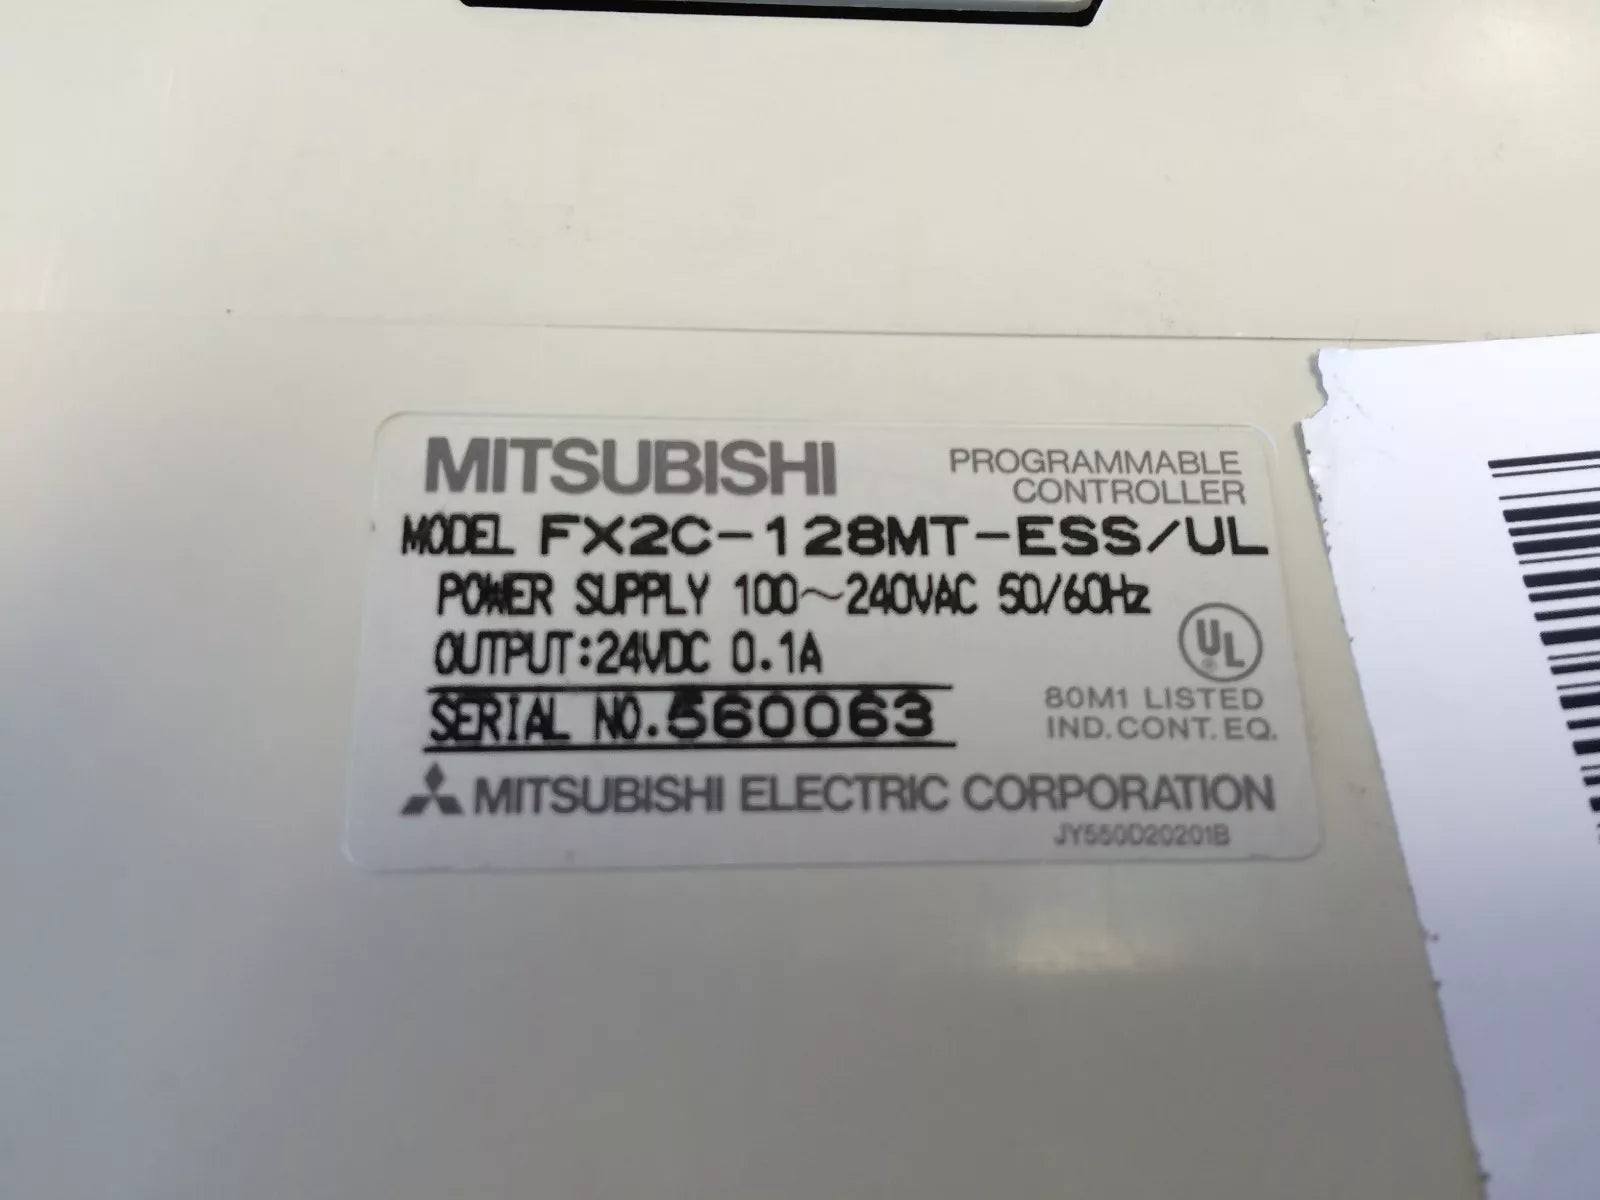 MITSUBISHI
PROGRAMMABLE
CONTROLLER
MODEL FX2C-128MT-ESS/UL
POWER SUPPLY 100~240VAC 50/60Hz
OUTPUT:24VDC 0.1A
SERIAL NO.560063
UL®
80M1 LISTED
IND.CONT.EQ.
MITSUBISHI ELECTRIC CORPORATION
JY550D20201B